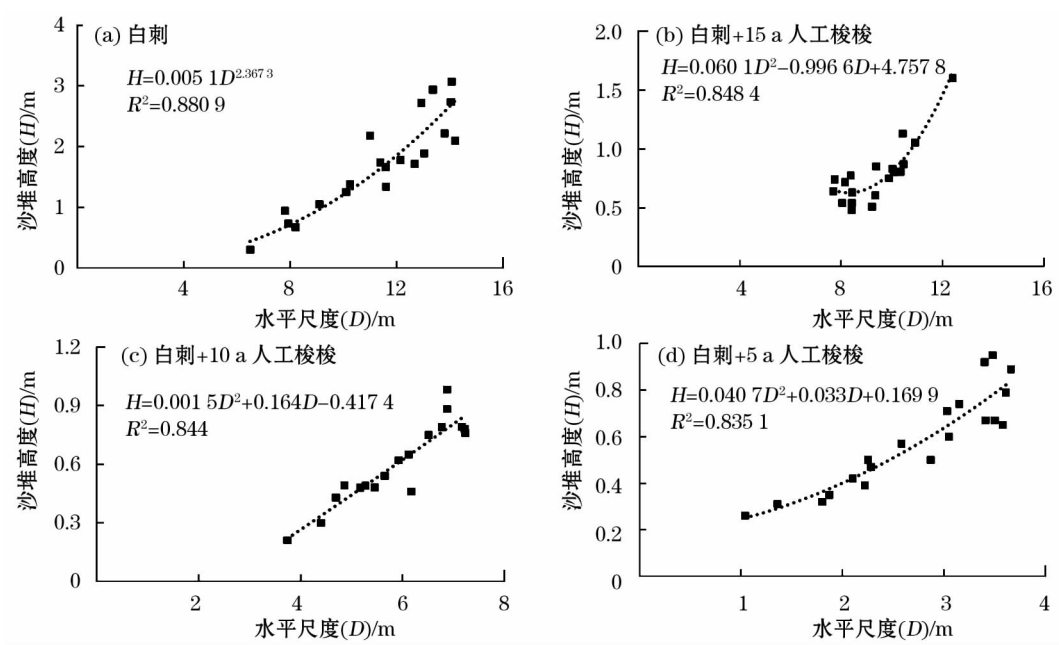 (a) 白刺
H=0.005 1D^2.367 3
R²=0.880 9
4
3
2
1
0
4
8
12
16
沙堆高度(H)/m
水平尺度(D)/m
(b) 白刺+15 a 人工梭梭
H=0.060 1D²−0.996 6D+4.757 8
R²=0.848 4
2.0
1.5
1.0
0.5
0
4
8
12
16
沙堆高度(H)/m
水平尺度(D)/m
(c) 白刺+10 a 人工梭梭
H=0.001 5D²+0.164D−0.417 4
R²=0.844
1.2
0.9
0.6
0.3
0
2
4
6
8
沙堆高度(H)/m
水平尺度(D)/m
(d) 白刺+5 a 人工梭梭
H=0.040 7D²+0.033D+0.169 9
R²=0.835 1
1.0
0.8
0.6
0.4
0.2
0
1
2
3
4
沙堆高度(H)/m
水平尺度(D)/m